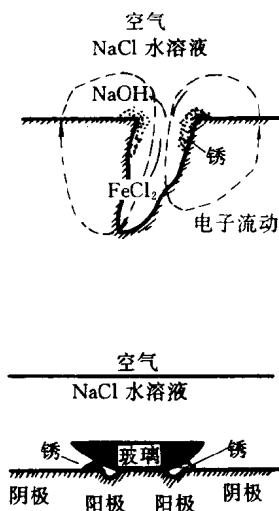 空气
NaCl 水溶液
NaOH
锈
FeCl₂
电子流动
空气
NaCl 水溶液
锈 玻璃 锈
阴极 阳极 阳极 阴极